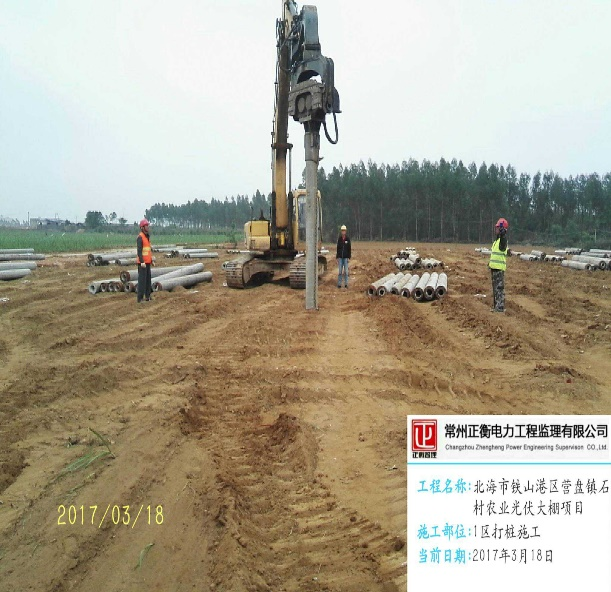 2017/03/18
正衡监理
常州正衡电力工程监理有限公司
Changzhou Zhengheng Power Engineering Supervision CO.,Ltd.
工程名称:北海市铁山港区营盘镇石
村农业光伏大棚项目
施工部位:1区打桩施工
当前日期:2017年3月18日